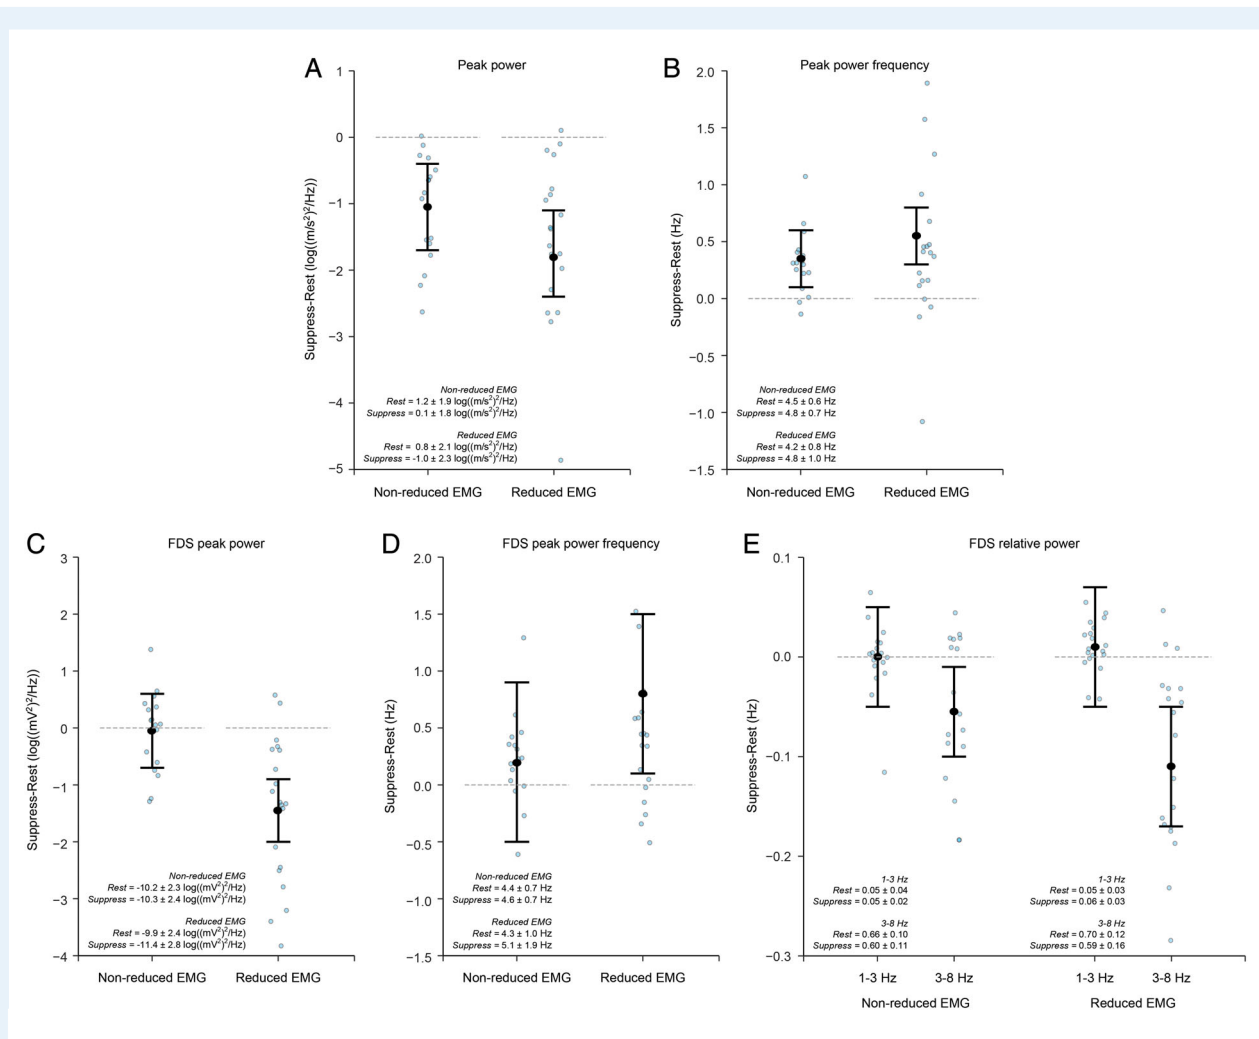 A
Peak power
Suppress-Rest (log((m/s²)²/Hz))
1
0
−1
−2
−3
−4
−5
Non-reduced EMG
Rest = 1.2 ± 1.9 log((m/s²)²/Hz)
Suppress = 0.1 ± 1.8 log((m/s²)²/Hz)
Reduced EMG
Rest = 0.8 ± 2.1 log((m/s²)²/Hz)
Suppress = -1.0 ± 2.3 log((m/s²)²/Hz)
Non-reduced EMG Reduced EMG
B
Peak power frequency
Suppress-Rest (Hz)
2.0
1.5
1.0
0.5
0.0
−0.5
−1.0
−1.5
Non-reduced EMG
Rest = 4.5 ± 0.6 Hz
Suppress = 4.8 ± 0.7 Hz
Reduced EMG
Rest = 4.2 ± 0.8 Hz
Suppress = 4.8 ± 1.0 Hz
Non-reduced EMG Reduced EMG
C
FDS peak power
Suppress-Rest (log((mV²)²/Hz))
3
2
1
0
−1
−2
−3
−4
Non-reduced EMG
Rest = -10.2 ± 2.3 log((mV²)²/Hz)
Suppress = -10.3 ± 2.4 log((mV²)²/Hz)
Reduced EMG
Rest = -9.9 ± 2.4 log((mV²)²/Hz)
Suppress = -11.4 ± 2.8 log((mV²)²/Hz)
Non-reduced EMG Reduced EMG
D
FDS peak power frequency
Suppress-Rest (Hz)
2.0
1.5
1.0
0.5
0.0
−0.5
−1.0
−1.5
Non-reduced EMG
Rest = 4.4 ± 0.7 Hz
Suppress = 4.6 ± 0.7 Hz
Reduced EMG
Rest = 4.3 ± 1.0 Hz
Suppress = 5.1 ± 1.9 Hz
Non-reduced EMG Reduced EMG
E
FDS relative power
Suppress-Rest (Hz)
0.1
0.0
−0.1
−0.2
−0.3
1-3 Hz
Rest = 0.05 ± 0.04
Suppress = 0.05 ± 0.02
3-8 Hz
Rest = 0.66 ± 0.10
Suppress = 0.60 ± 0.11
1-3 Hz
Rest = 0.05 ± 0.03
Suppress = 0.06 ± 0.03
3-8 Hz
Rest = 0.70 ± 0.12
Suppress = 0.59 ± 0.16
1-3 Hz 3-8 Hz 1-3 Hz 3-8 Hz
Non-reduced EMG Reduced EMG